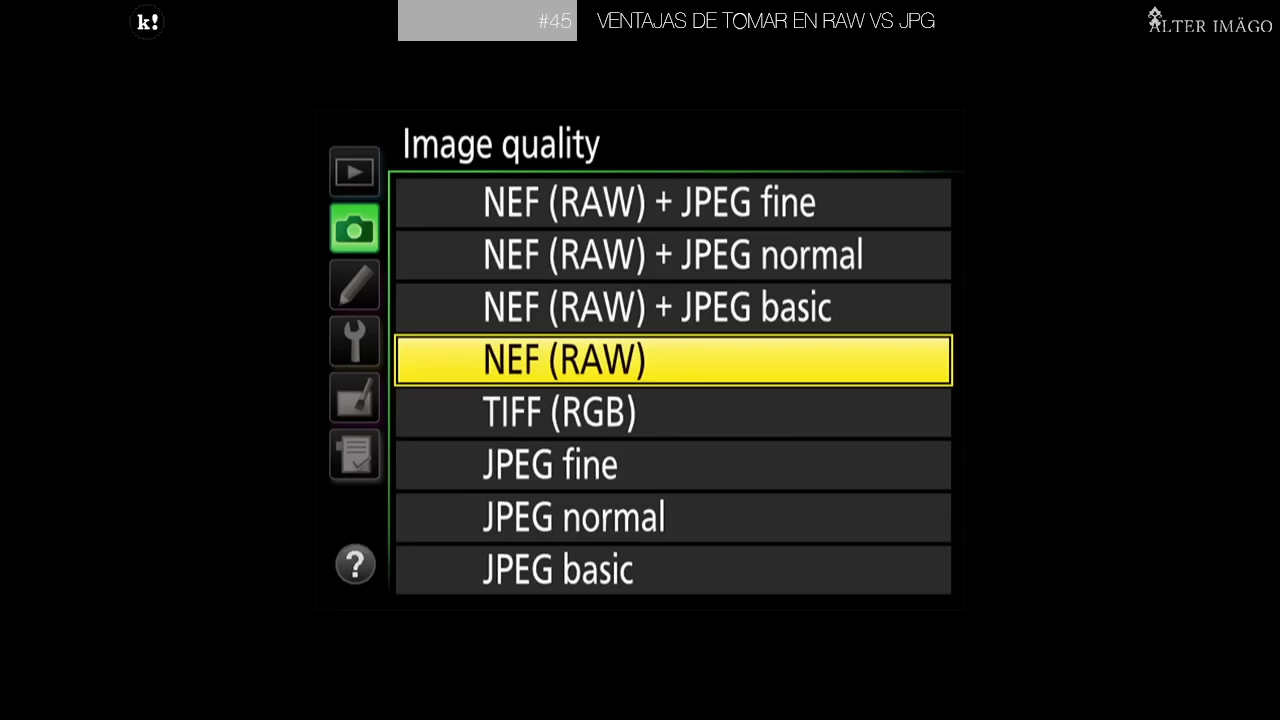 k!
#45 VENTAJAS DE TOMAR EN RAW VS JPG
ALTER IMÄGO
Image quality
NEF (RAW) + JPEG fine
NEF (RAW) + JPEG normal
NEF (RAW) + JPEG basic
NEF (RAW)
TIFF (RGB)
JPEG fine
JPEG normal
JPEG basic
?